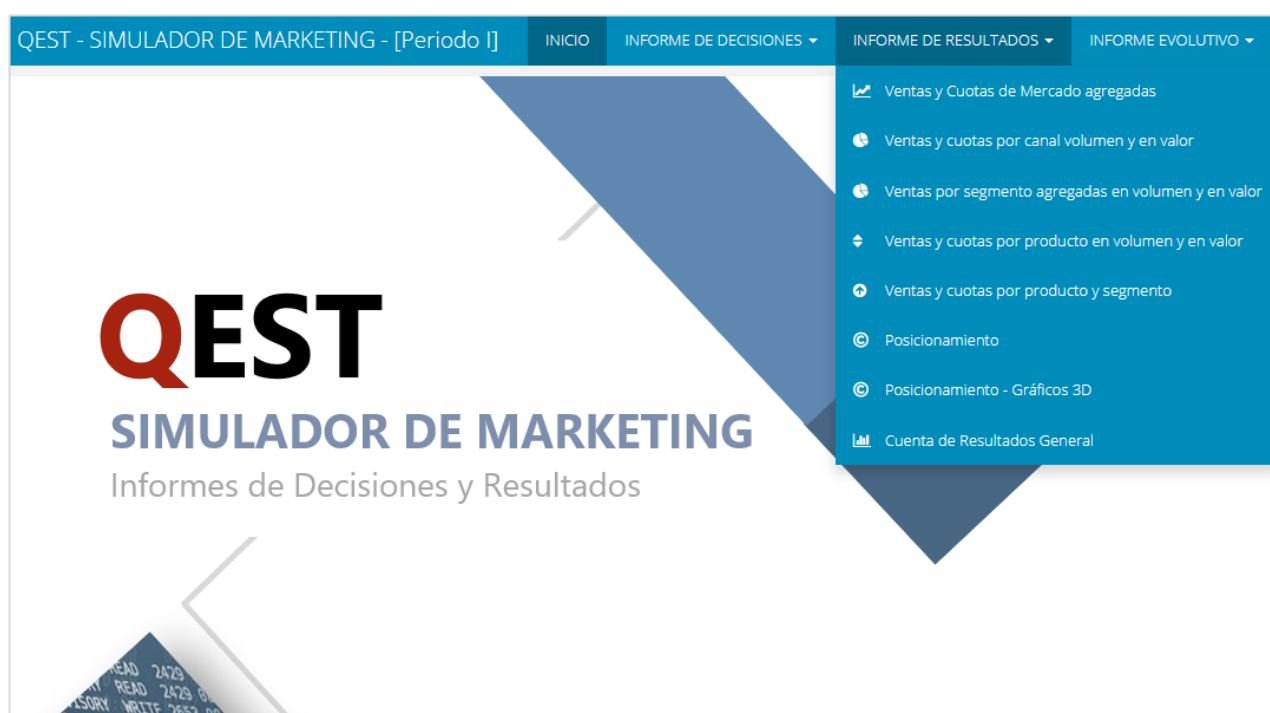 QEST - SIMULADOR DE MARKETING - [Periodo I]
INICIO
INFORME DE DECISIONES
INFORME DE RESULTADOS
INFORME EVOLUTIVO
Ventas y Cuotas de Mercado agregadas
Ventas y cuotas por canal volumen y en valor
Ventas por segmento agregadas en volumen y en valor
Ventas y cuotas por producto en volumen y en valor
Ventas y cuotas por producto y segmento
Posicionamiento
Posicionamiento - Gráficos 3D
Cuenta de Resultados General
QEST
SIMULADOR DE MARKETING
Informes de Decisiones y Resultados
READ 2429
READ 2429
WRITE